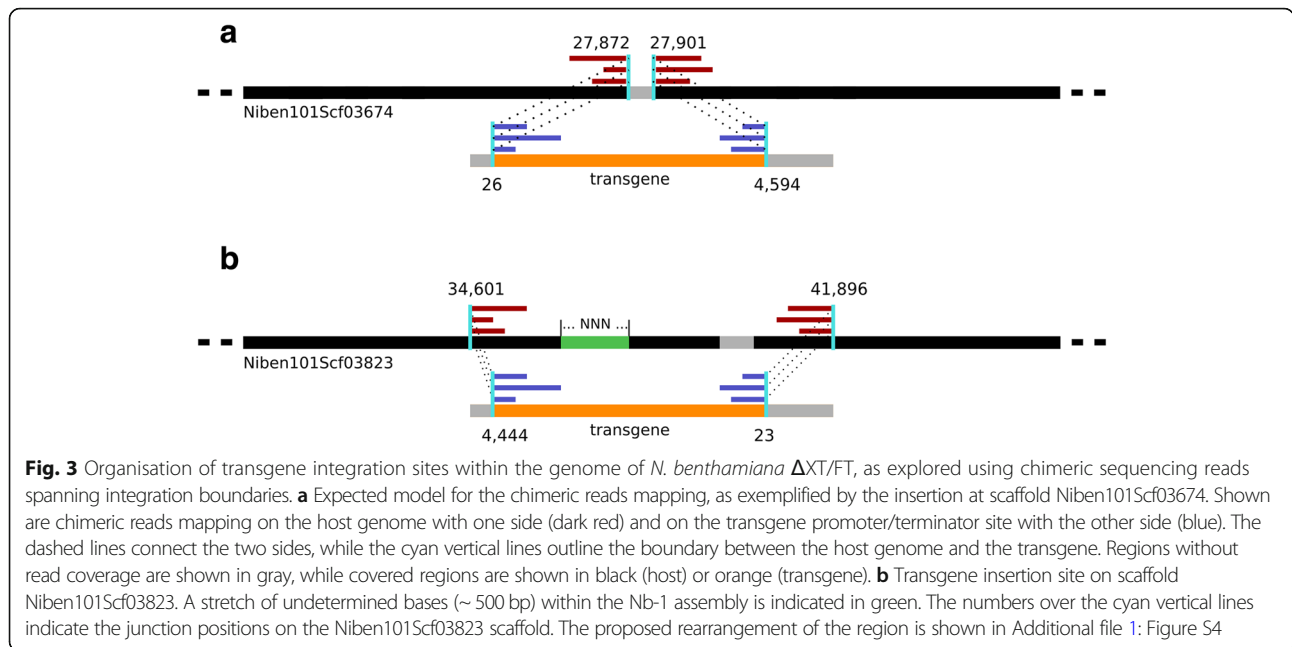 a
27,872 27,901
Niben101Scf03674
transgene
26 4,594
b
34,601 41,896
... NNN ...
Niben101Scf03823
transgene
4,444 23
Fig. 3 Organisation of transgene integration sites within the genome of N. benthamiana ΔXT/FT, as explored using chimeric sequencing reads
spanning integration boundaries. a Expected model for the chimeric reads mapping, as exemplified by the insertion at scaffold Niben101Scf03674. Shown
are chimeric reads mapping on the host genome with one side (dark red) and on the transgene promoter/terminator site with the other side (blue). The
dashed lines connect the two sides, while the cyan vertical lines outline the boundary between the host genome and the transgene. Regions without
read coverage are shown in gray, while covered regions are shown in black (host) or orange (transgene). b Transgene insertion site on scaffold
Niben101Scf03823. A stretch of undetermined bases (~ 500 bp) within the Nb-1 assembly is indicated in green. The numbers over the cyan vertical lines
indicate the junction positions on the Niben101Scf03823 scaffold. The proposed rearrangement of the region is shown in Additional file 1: Figure S4